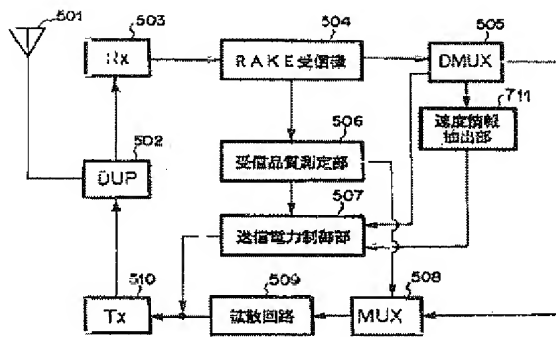 501
503
504
505
Rx
RAKE受信機
DMUX
711
速度情報
抽出部
506
受信品質測定部
502
DUP
507
送信電力制御部
510
509
508
Tx
拡散回路
MUX